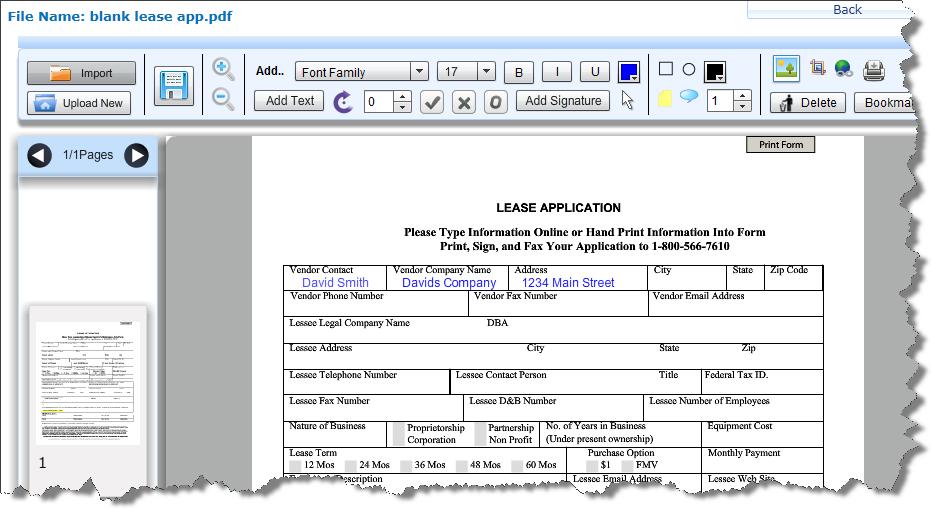 File Name: blank lease app.pdf
Back
Import
Add..
Font Family
17
B
I
U
Upload New
Add Text
0
Add Signature
1
Delete
1/1Pages
Print Form
LEASE APPLICATION
Please Type Information Online or Hand Print Information Into Form
Print, Sign, and Fax Your Application to 1-800-566-7610
Vendor Contact Vendor Company Name Address City State Zip Code
David Smith Davids Company 1234 Main Street
Vendor Phone Number Vendor Fax Number Vendor Email Address
Lessee Legal Company Name DBA
Lessee Address City State Zip
Lessee Telephone Number Lessee Contact Person Title Federal Tax ID.
Lessee Fax Number Lessee D&B Number Lessee Number of Employees
Nature of Business Proprietorship Partnership No. of Years in Business Equipment Cost
Corporation Non Profit (Under present ownership)
Lease Term Purchase Option Monthly Payment
12 Mos 24 Mos 36 Mos 48 Mos 60 Mos $1 FMV
Description Lessee Email Address Lessee Web Site
1